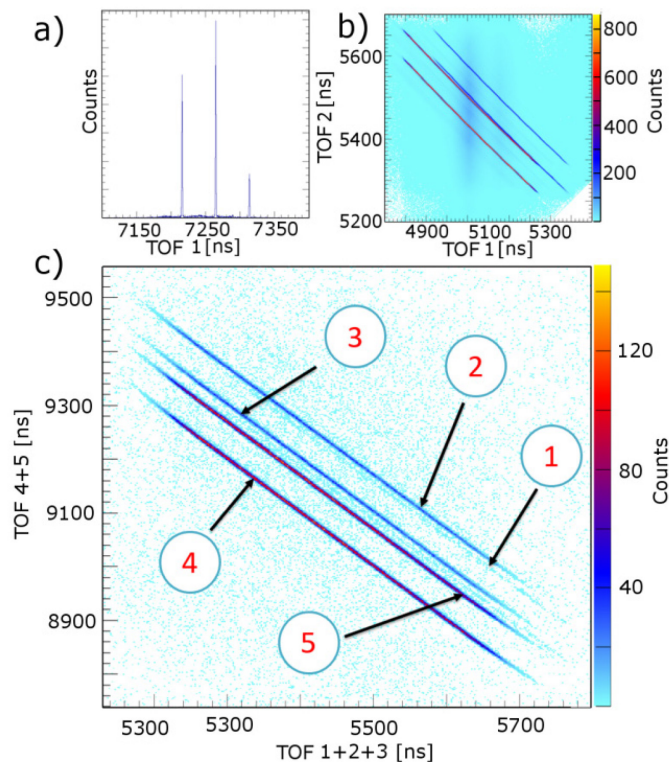 a)
Counts
7150 7250 7350
TOF 1 [ns]
b)
TOF 2 [ns]
5600
5400
5200
4900 5100 5300
TOF 1 [ns]
800
600
400
200
Counts
c)
TOF 4+5 [ns]
9500
9300
9100
8900
3
2
1
4
5
5300 5300 5500 5700
TOF 1+2+3 [ns]
120
80
40
Counts